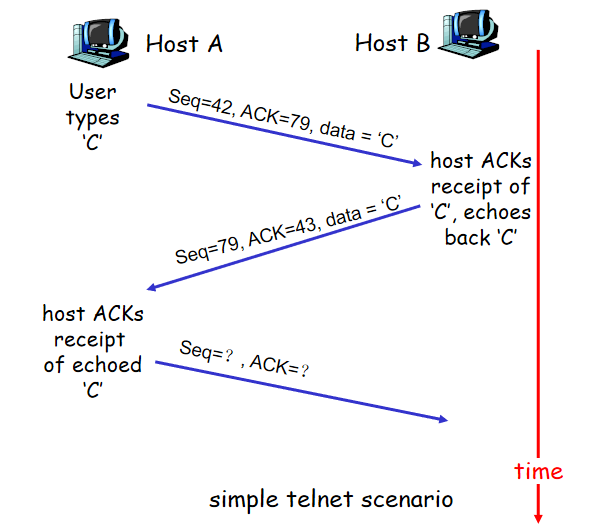 Host A
Host B
User
types
‘C’
Seq=42, ACK=79, data = ‘C’
host ACKs
receipt of
‘C’, echoes
back ‘C’
Seq=79, ACK=43, data = ‘C’
host ACKs
receipt
of echoed
‘C’
Seq=? , ACK=?
time
simple telnet scenario